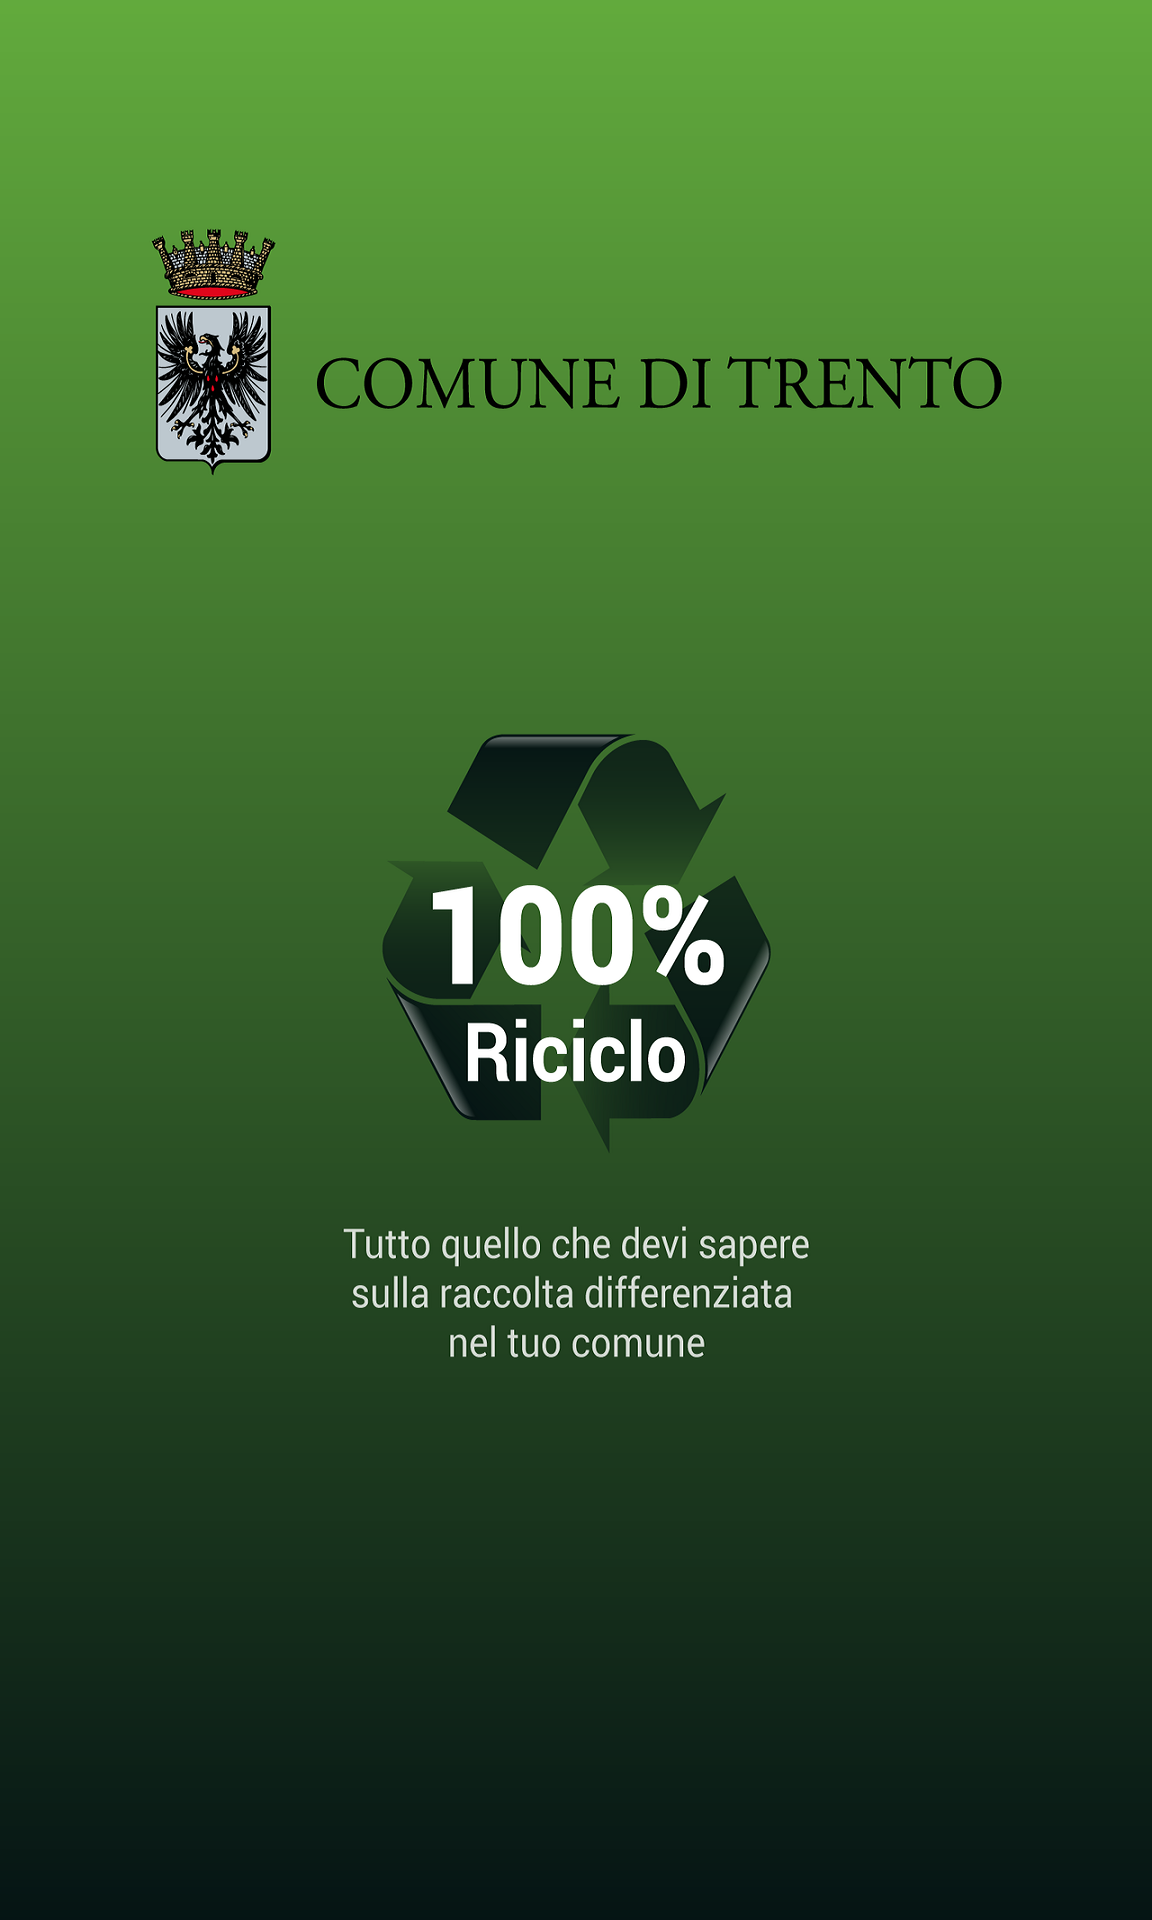 COMUNE DI TRENTO
100%
Riciclo
Tutto quello che devi sapere
sulla raccolta differenziata
nel tuo comune